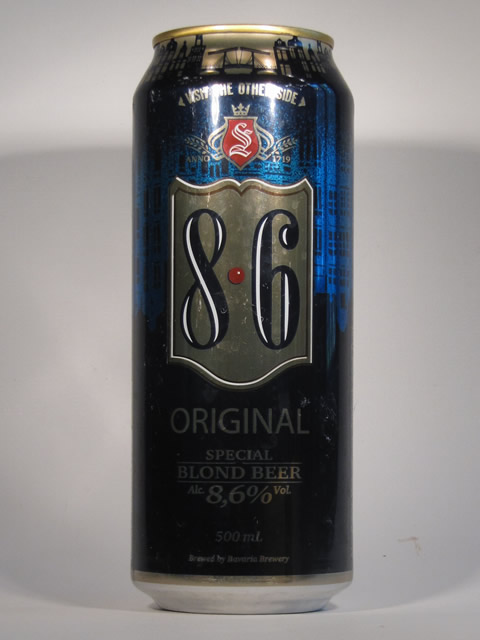 VISIT THE OTHER SIDE
S
ANNO 1719
8.6
ORIGINAL
SPECIAL
BLOND BEER
Alc. 8,6% Vol.
500 ml.
Brewed by Bavaria Brewery